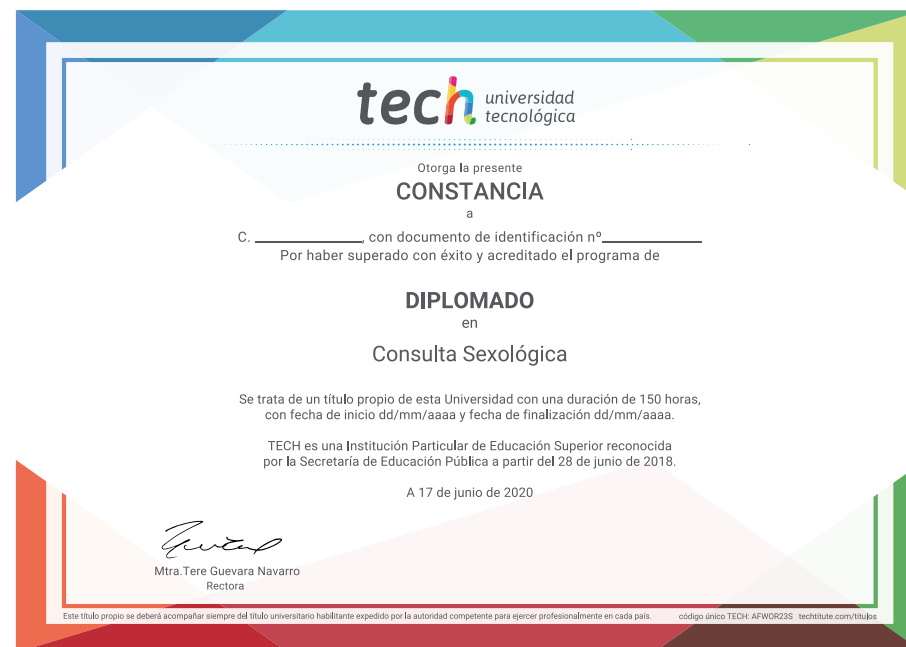 tech universidad
tecnológica
Otorga la presente
CONSTANCIA
a
C. ______________, con documento de identificación nº______________
Por haber superado con éxito y acreditado el programa de
DIPLOMADO
en
Consulta Sexológica
Se trata de un título propio de esta Universidad con una duración de 150 horas,
con fecha de inicio dd/mm/aaaa y fecha de finalización dd/mm/aaaa.
TECH es una Institución Particular de Educación Superior reconocida
por la Secretaría de Educación Pública a partir del 28 de junio de 2018.
A 17 de junio de 2020
Mtra.Tere Guevara Navarro
Rectora
Este título propio se deberá acompañar siempre del título universitario habilitante expedido por la autoridad competente para ejercer profesionalmente en cada país. código único TECH: AFWOR23S techtitute.com/titulos